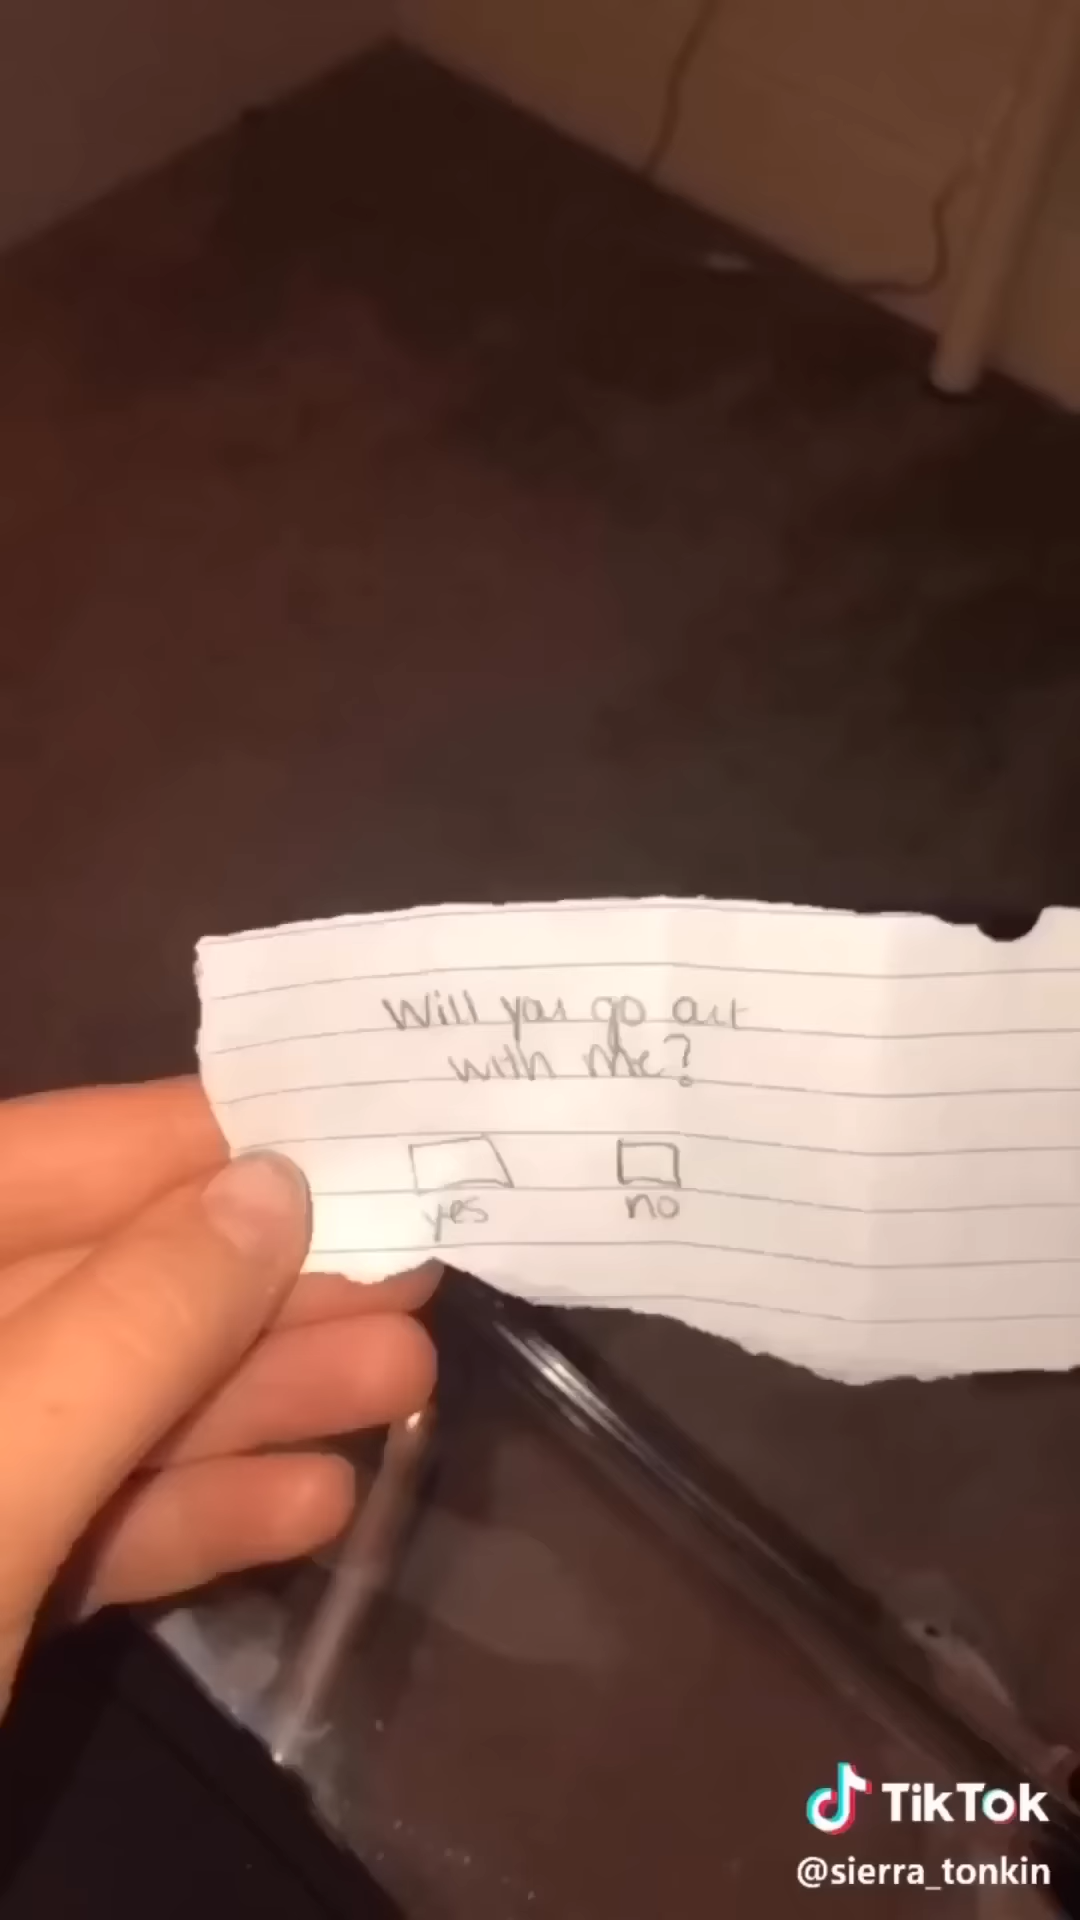 Will you go out
with me?
yes no
TikTok
@sierra_tonkin